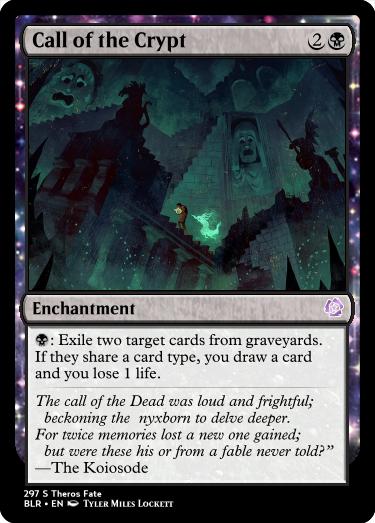 Call of the Crypt 2
Enchantment
: Exile two target cards from graveyards.
If they share a card type, you draw a card
and you lose 1 life.
The call of the Dead was loud and frightful;
beckoning the nyxborn to delve deeper.
For twice memories lost a new one gained;
but were these his or from a fable never told?”
—The Koiosode
297 S Theros Fate
BLR • EN Tyler Miles Lockett